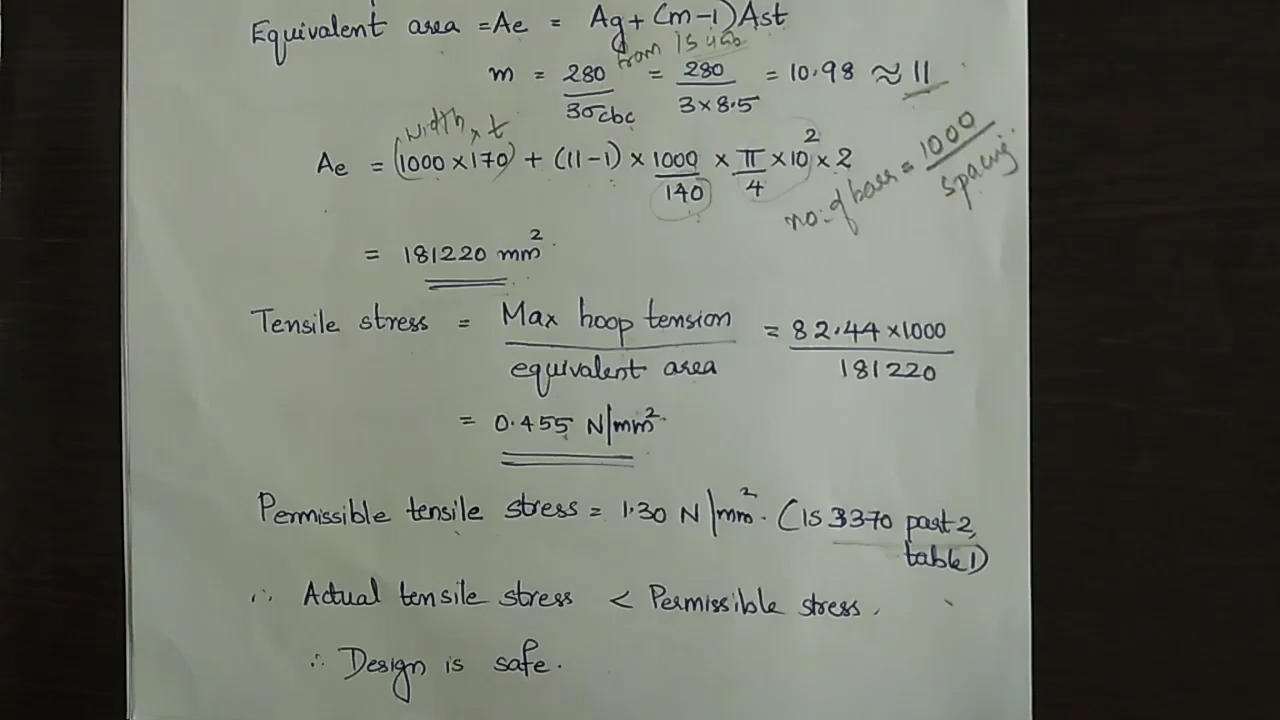 Equivalent area = Ae = Ag + (m-1) Ast
from IS 456
m = 280/3σcbc = 280/3×8.5 = 10.98 ≈ 11
width × t
Ae = (1000 × 170) + (11-1) × 1000/140 × π/4 × 10² × 2
no: of bars = 1000/spacing.
= 181220 mm².
Tensile stress = Max hoop tension/equivalent area = 82.44 × 1000/181220
= 0.455 N/mm².
Permissible tensile stress = 1.30 N/mm². (IS 3370 part 2,
table 1)
∴ Actual tensile stress < Permissible stress.
∴ Design is safe.